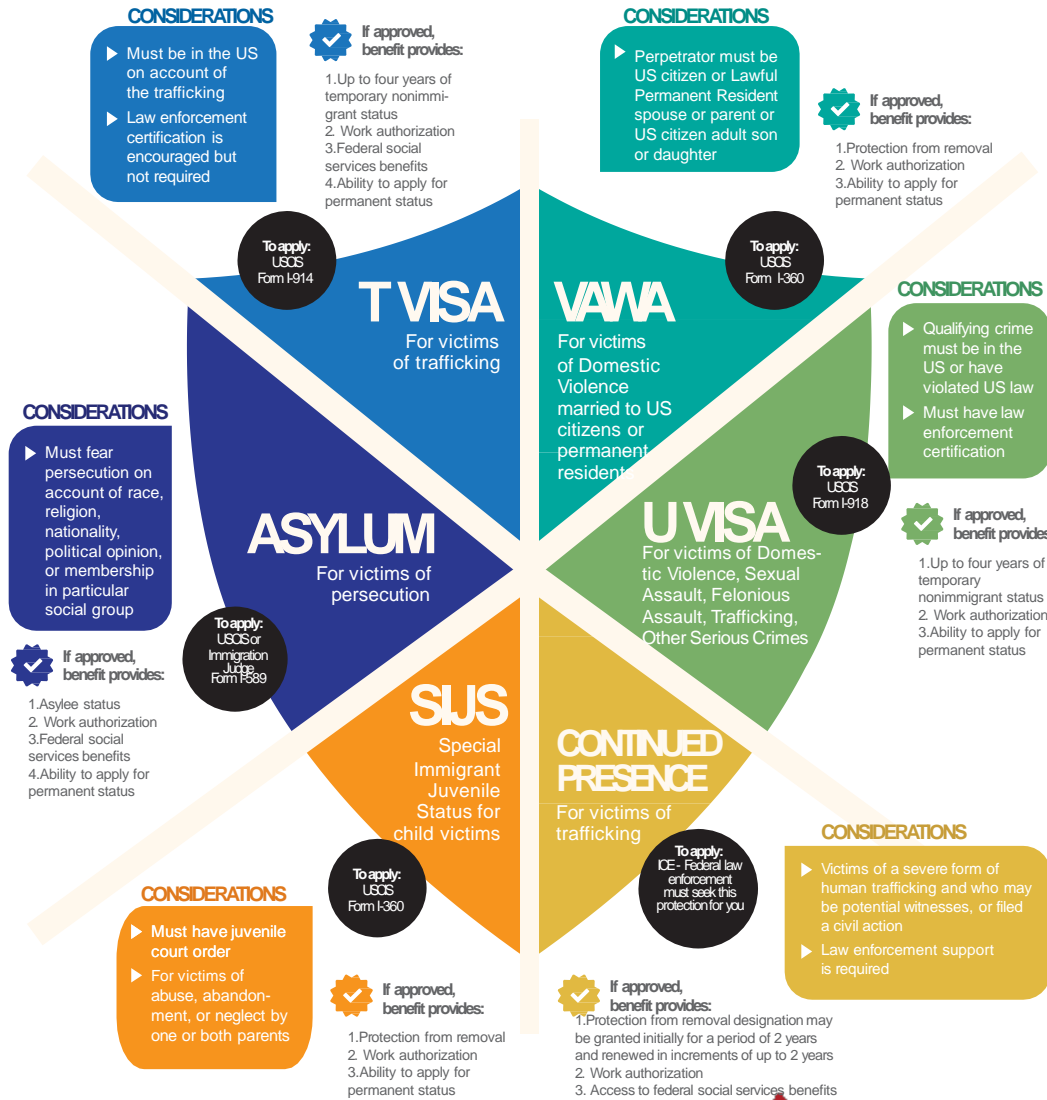 CONSIDERATIONS
Must be in the US
on account of
the trafficking
Law enforcement
certification is
encouraged but
not required
If approved,
benefit provides:
1.Up to four years of
temporary nonimmi-
grant status
2. Work authorization
3.Federal social
services benefits
4.Ability to apply for
permanent status
To apply:
USCIS
Form I-914
T VISA
For victims
of trafficking
CONSIDERATIONS
Perpetrator must be
US citizen or Lawful
Permanent Resident
spouse or parent or
US citizen adult son
or daughter
If approved,
benefit provides:
1.Protection from removal
2. Work authorization
3.Ability to apply for
permanent status
To apply:
USCIS
Form I-360
VAWA
For victims
of Domestic
Violence
married to US
citizens or
permanent
residents
CONSIDERATIONS
Qualifying crime
must be in the
US or have
violated US law
Must have law
enforcement
certification
To apply:
USCIS
Form I-918
If approved,
benefit provides
1.Up to four years of
temporary
nonimmigrant status
2. Work authorization
3.Ability to apply for
permanent status
U VISA
For victims of Domes-
tic Violence, Sexual
Assault, Felonious
Assault, Trafficking,
Other Serious Crimes
CONSIDERATIONS
Must fear
persecution on
account of race,
religion,
nationality,
political opinion,
or membership
in particular
social group
ASYLUM
For victims of
persecution
To apply:
USCIS or
Immigration
Judge
Form I-589
If approved,
benefit provides:
1.Asylee status
2. Work authorization
3.Federal social
services benefits
4.Ability to apply for
permanent status
SIJS
Special
Immigrant
Juvenile
Status for
child victims
To apply:
USCIS
Form I-360
CONSIDERATIONS
Must have juvenile
court order
For victims of
abuse, abandon-
ment, or neglect by
one or both parents
If approved,
benefit provides:
1.Protection from removal
2. Work authorization
3.Ability to apply for
permanent status
CONTINUED
PRESENCE
For victims of
trafficking
To apply:
ICE - Federal law
enforcement
must seek this
protection for you
CONSIDERATIONS
Victims of a severe form of
human trafficking and who may
be potential witnesses, or filed
a civil action
Law enforcement support
is required
If approved,
benefit provides:
1.Protection from removal designation may
be granted initially for a period of 2 years
and renewed in increments of up to 2 years
2. Work authorization
3. Access to federal social services benefits